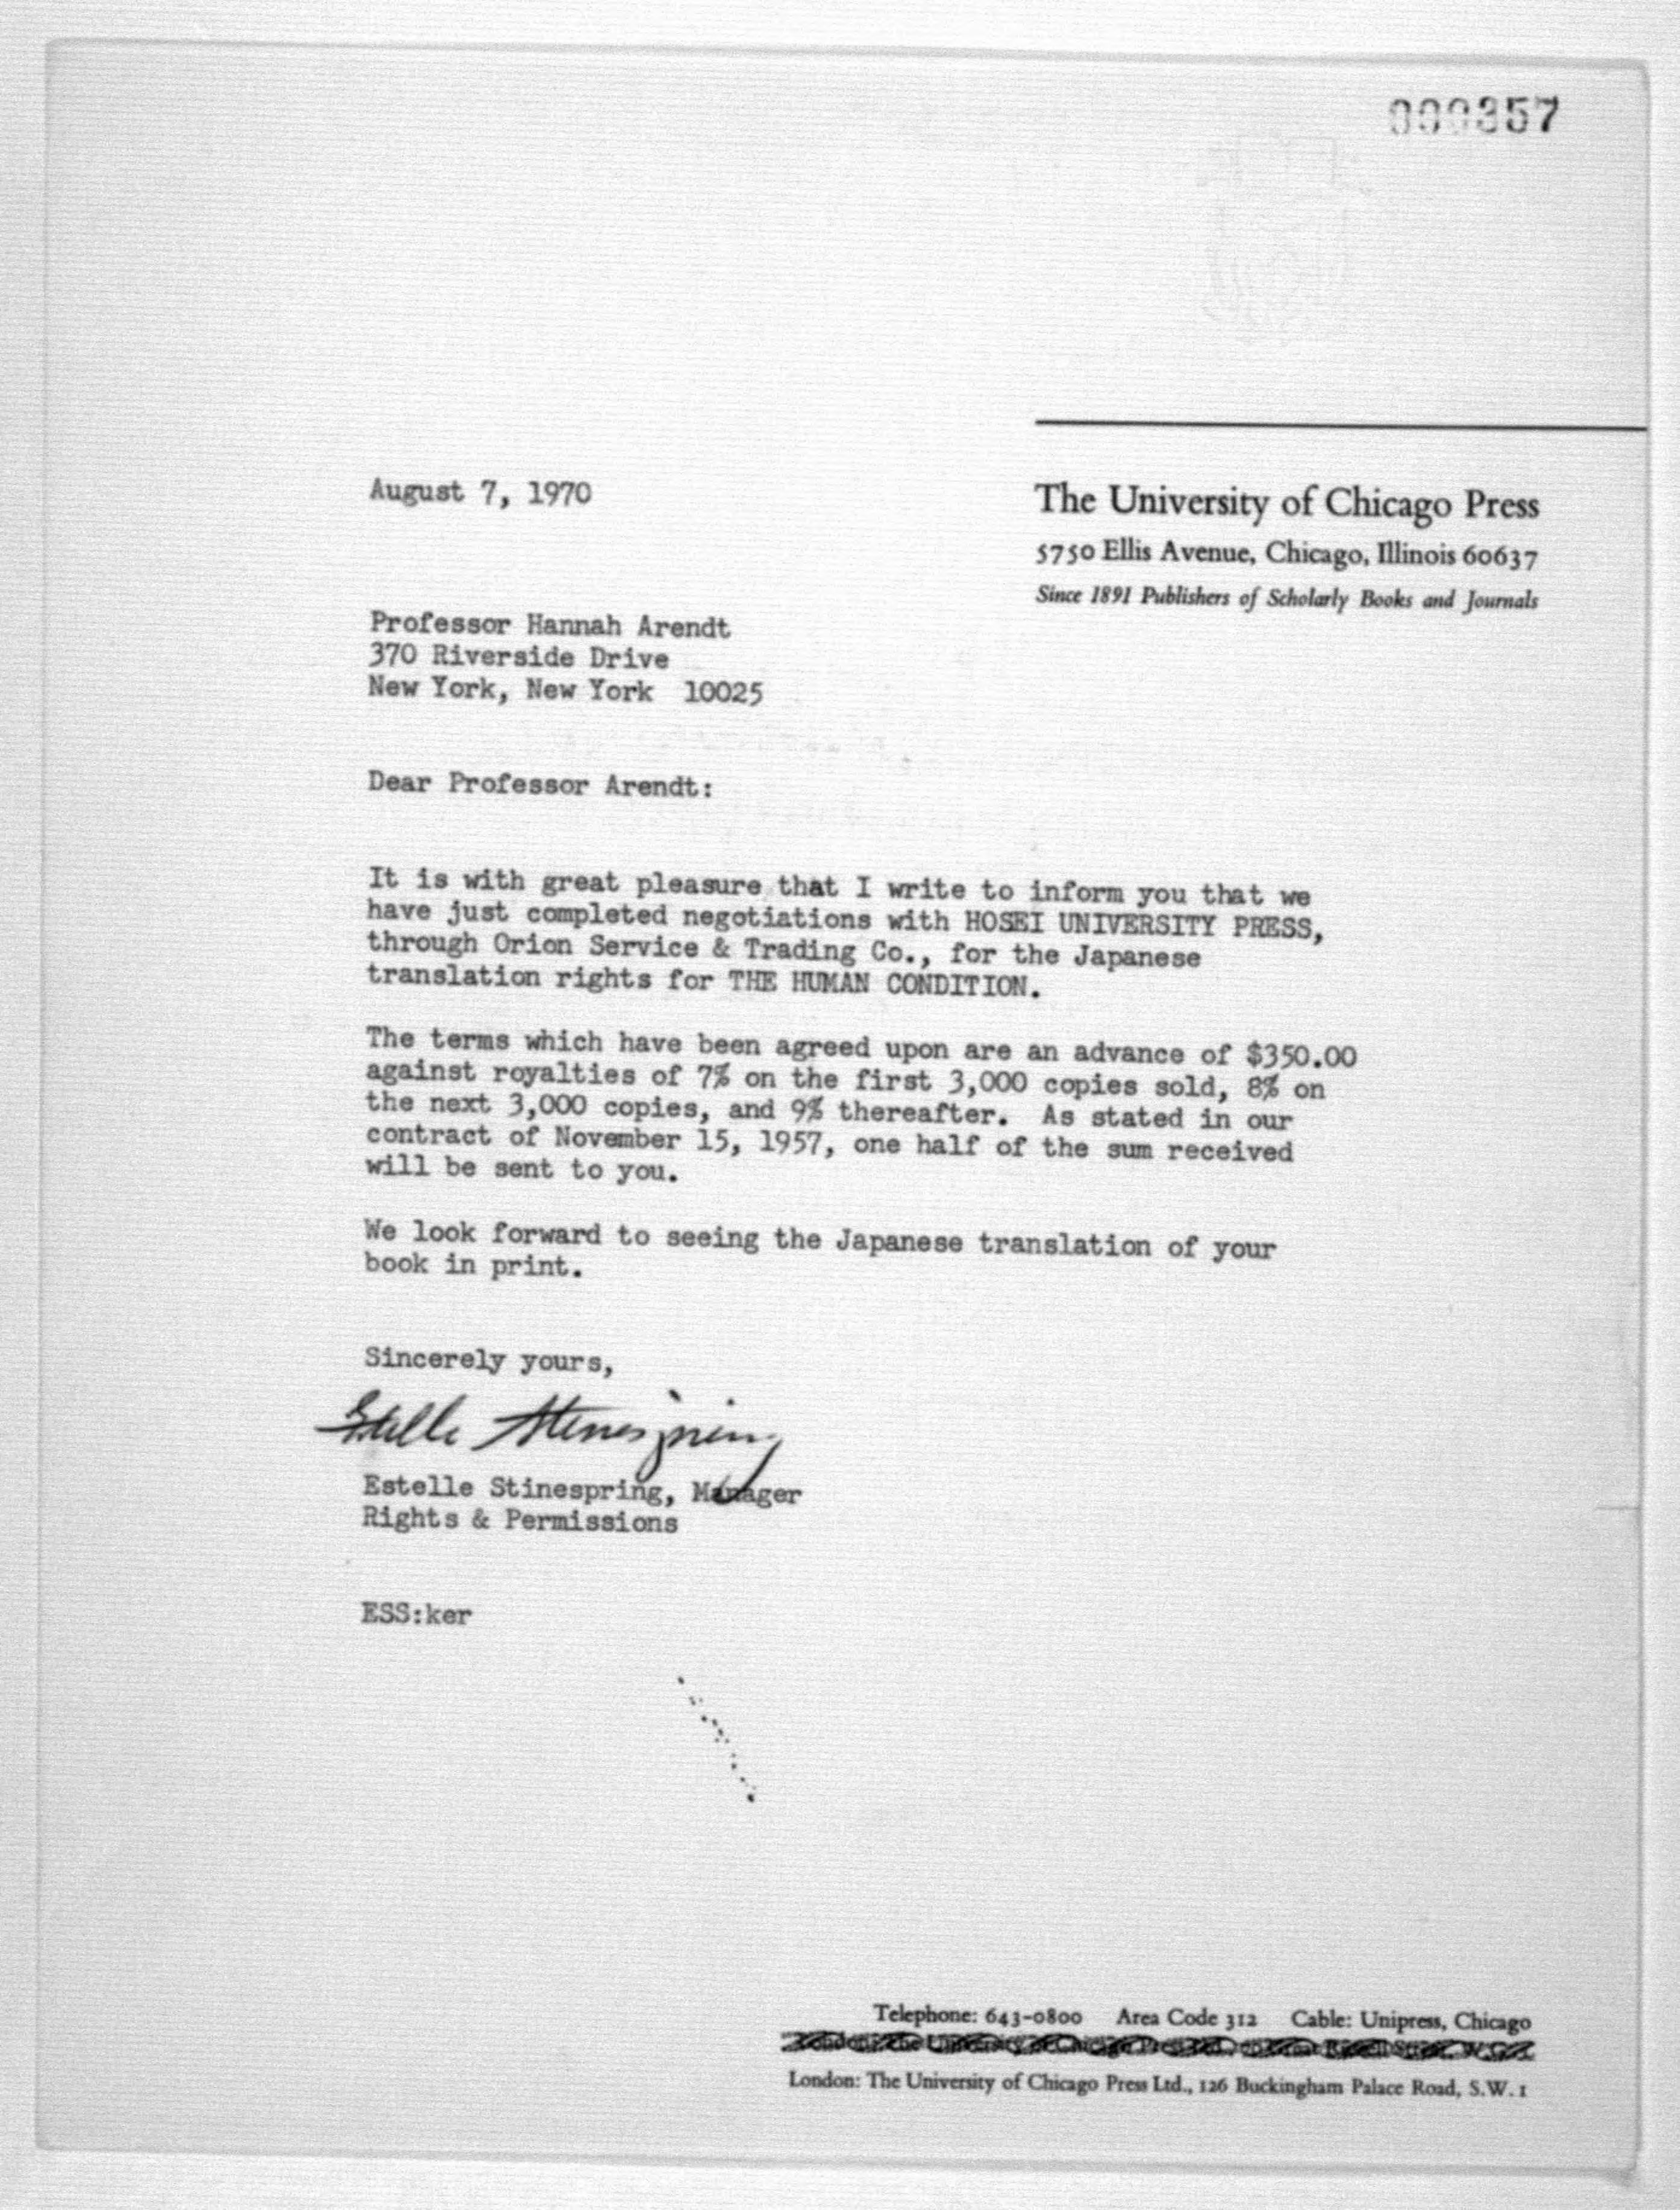 000357
August 7, 1970
The University of Chicago Press
5750 Ellis Avenue, Chicago, Illinois 60637
Since 1891 Publishers of Scholarly Books and Journals
Professor Hannah Arendt
370 Riverside Drive
New York, New York 10025
Dear Professor Arendt:
It is with great pleasure that I write to inform you that we
have just completed negotiations with HOSEI UNIVERSITY PRESS,
through Orion Service & Trading Co., for the Japanese
translation rights for THE HUMAN CONDITION.
The terms which have been agreed upon are an advance of $350.00
against royalties of 7% on the first 3,000 copies sold, 8% on
the next 3,000 copies, and 9% thereafter. As stated in our
contract of November 15, 1957, one half of the sum received
will be sent to you.
We look forward to seeing the Japanese translation of your
book in print.
Sincerely yours,
Estelle Stinespring
Estelle Stinespring, Manager
Rights & Permissions
ESS:ker
Telephone: 643-0800 Area Code 312 Cable: Unipress, Chicago
London: The University of Chicago Press Ltd., 126 Buckingham Palace Road, S.W. 1